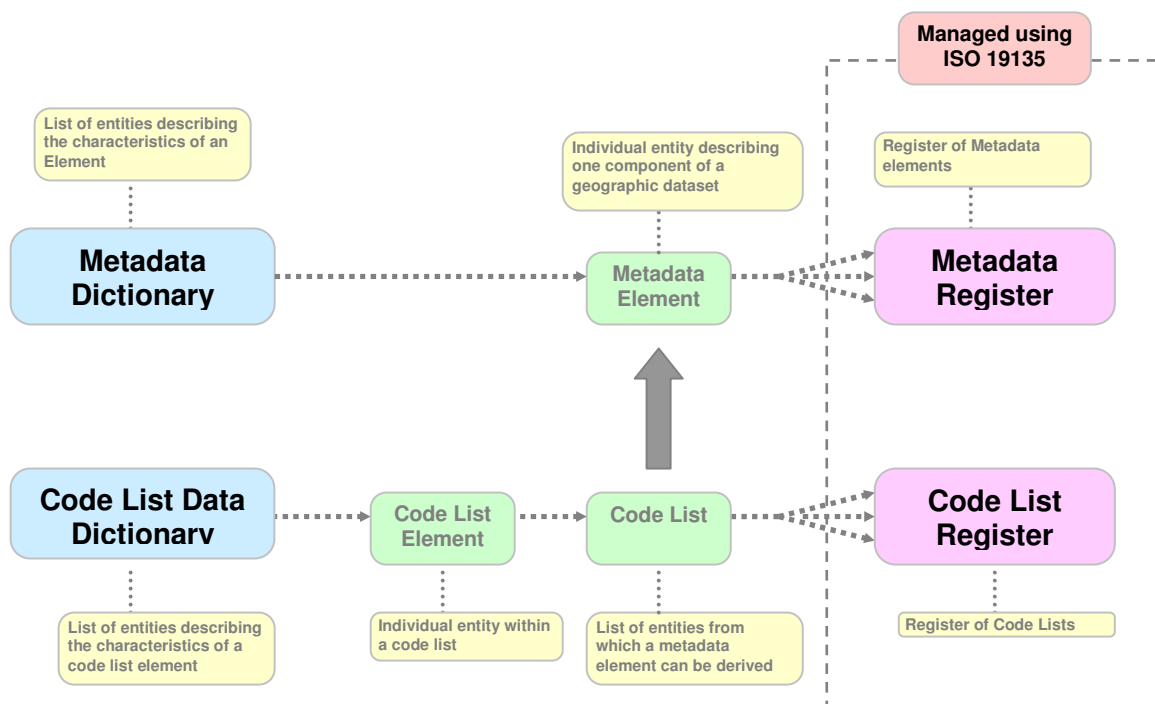 Managed using
ISO 19135
List of entities describing
the characteristics of an
Element
Individual entity describing
one component of a
geographic dataset
Register of Metadata
elements
Metadata
Dictionary
Metadata
Element
Metadata
Register
Code List Data
Dictionary
Code List
Element
Code List
Code List
Register
List of entities describing
the characteristics of a
code list element
Individual entity within
a code list
List of entities from
which a metadata
element can be derived
Register of Code Lists